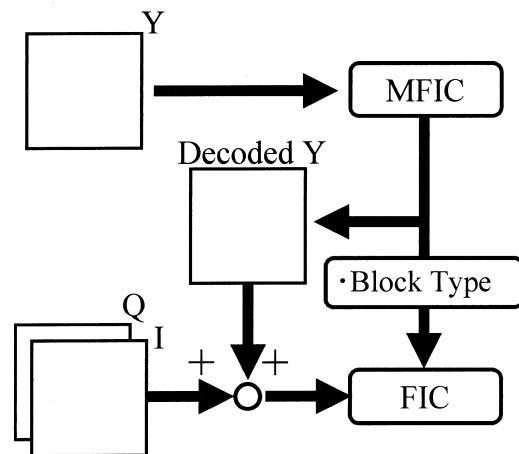 Y
MFIC
Decoded Y
·Block Type
Q
I
+ +
FIC